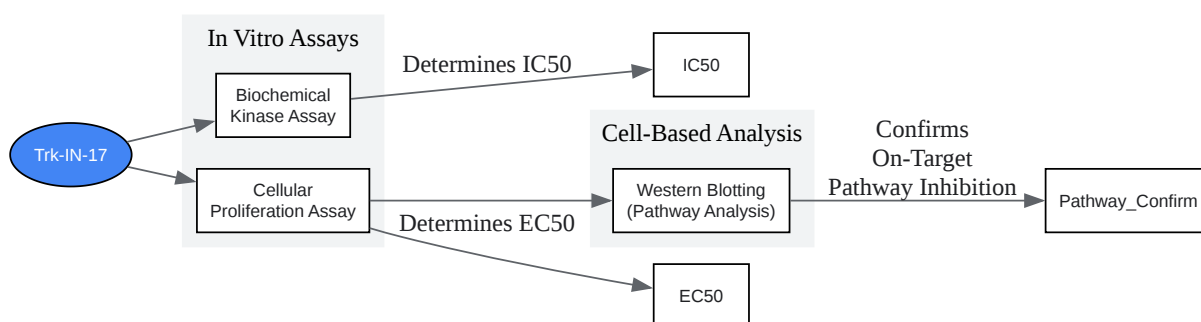 In Vitro Assays
Determines IC50
IC50
Biochemical
Kinase Assay
Trk-IN-17
Cellular
Proliferation Assay
Determines EC50
EC50
Cell-Based Analysis
Western Blotting
(Pathway Analysis)
Confirms
On-Target
Pathway Inhibition
Pathway_Confirm